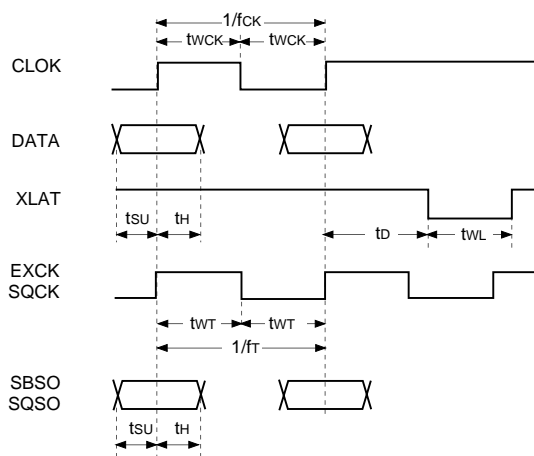 1/fCK
tWCK tWCK
CLOK
DATA
XLAT
tSU tH
tD tWL
EXCK
SQCK
tWT tWT
1/fT
SBSO
SQSO
tSU tH